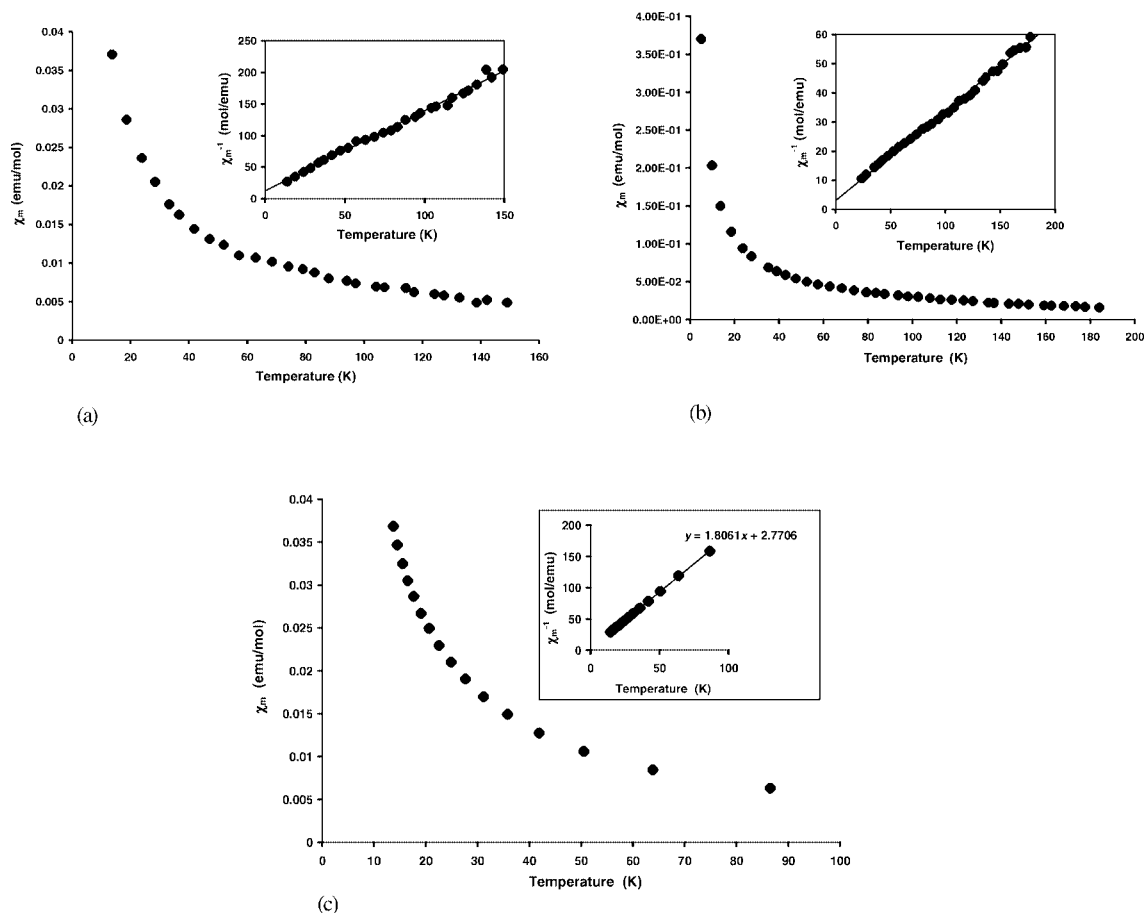 (a)
χm (emu/mol)
0.04
0.035
0.03
0.025
0.02
0.015
0.01
0.005
0
0 20 40 60 80 100 120 140 160
Temperature (K)
χm⁻¹ (mol/emu)
250
200
150
100
50
0
0 50 100 150
Temperature (K)
(b)
χm (emu/mol)
4.00E-01
3.50E-01
3.00E-01
2.50E-01
2.00E-01
1.50E-01
1.00E-01
5.00E-02
0.00E+00
0 20 40 60 80 100 120 140 160 180 200
Temperature (K)
χm⁻¹ (mol/emu)
60
50
40
30
20
10
0
0 50 100 150 200
Temperature (K)
(c)
χm (emu/mol)
0.04
0.035
0.03
0.025
0.02
0.015
0.01
0.005
0
0 10 20 30 40 50 60 70 80 90 100
Temperature (K)
χm⁻¹ (mol/emu)
200
150
100
50
0
0 50 100
Temperature (K)
y = 1.8061x + 2.7706